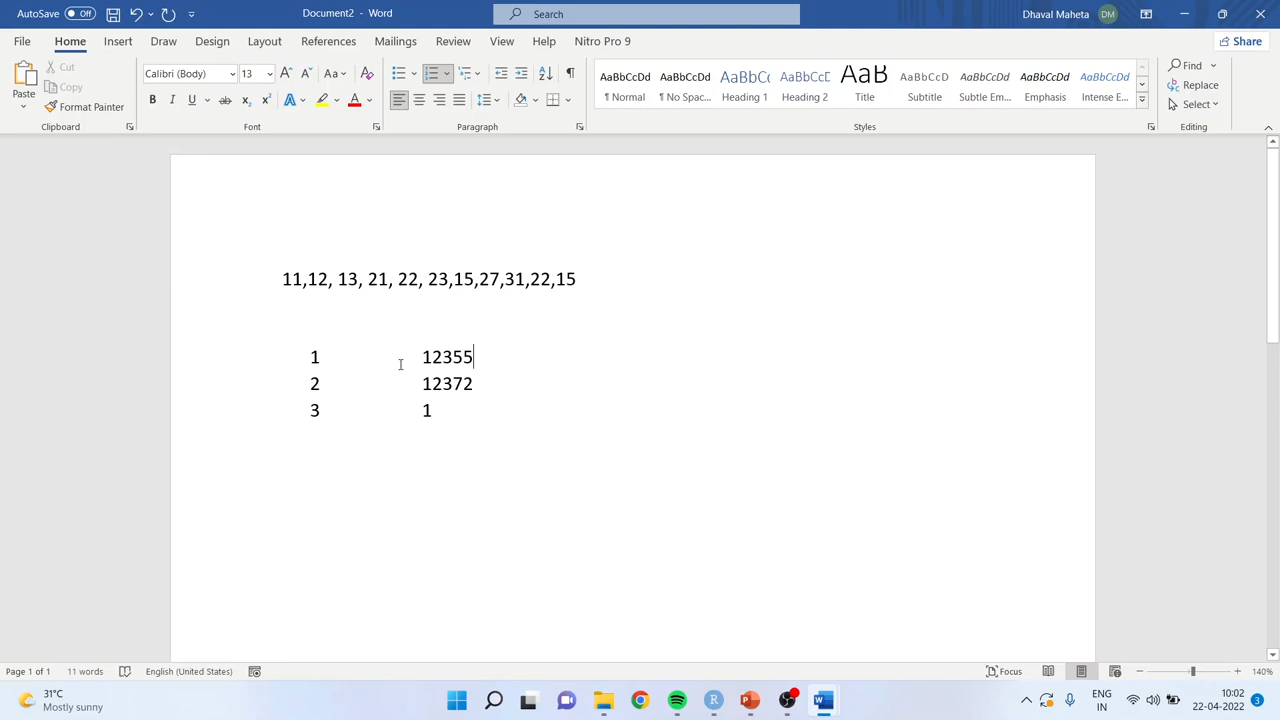 AutoSave Off Document2 - Word Search Dhaval Maheta DM
File Home Insert Draw Design Layout References Mailings Review View Help Nitro Pro 9 Share
Paste Cut Copy Format Painter
Calibri (Body) 13
AaBbCcDd AaBbCcDd AaBbCc AaBbCcE AaB AaBbCcD AaBbCcDd AaBbCcDd AaBbCcDd
¶ Normal ¶ No Spac... Heading 1 Heading 2 Title Subtitle Subtle Em... Emphasis Intense E...
Find Replace Select
Clipboard Font Paragraph Styles Editing
11,12, 13, 21, 22, 23,15,27,31,22,15
1 12355
2 12372
3 1
Page 1 of 1 11 words English (United States) Focus 140%
31°C
Mostly sunny
ENG
IN
10:02
22-04-2022
3